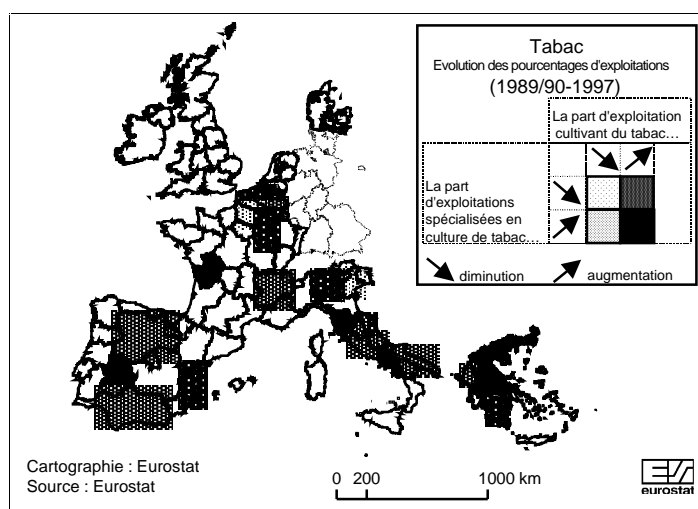 Tabac
Evolution des pourcentages d'exploitations
(1989/90-1997)
La part d'exploitation
cultivant du tabac...
La part
d'exploitations
spécialisées en
culture de tabac...
diminution
augmentation
Cartographie : Eurostat
Source : Eurostat
0 200 1000 km
eurostat